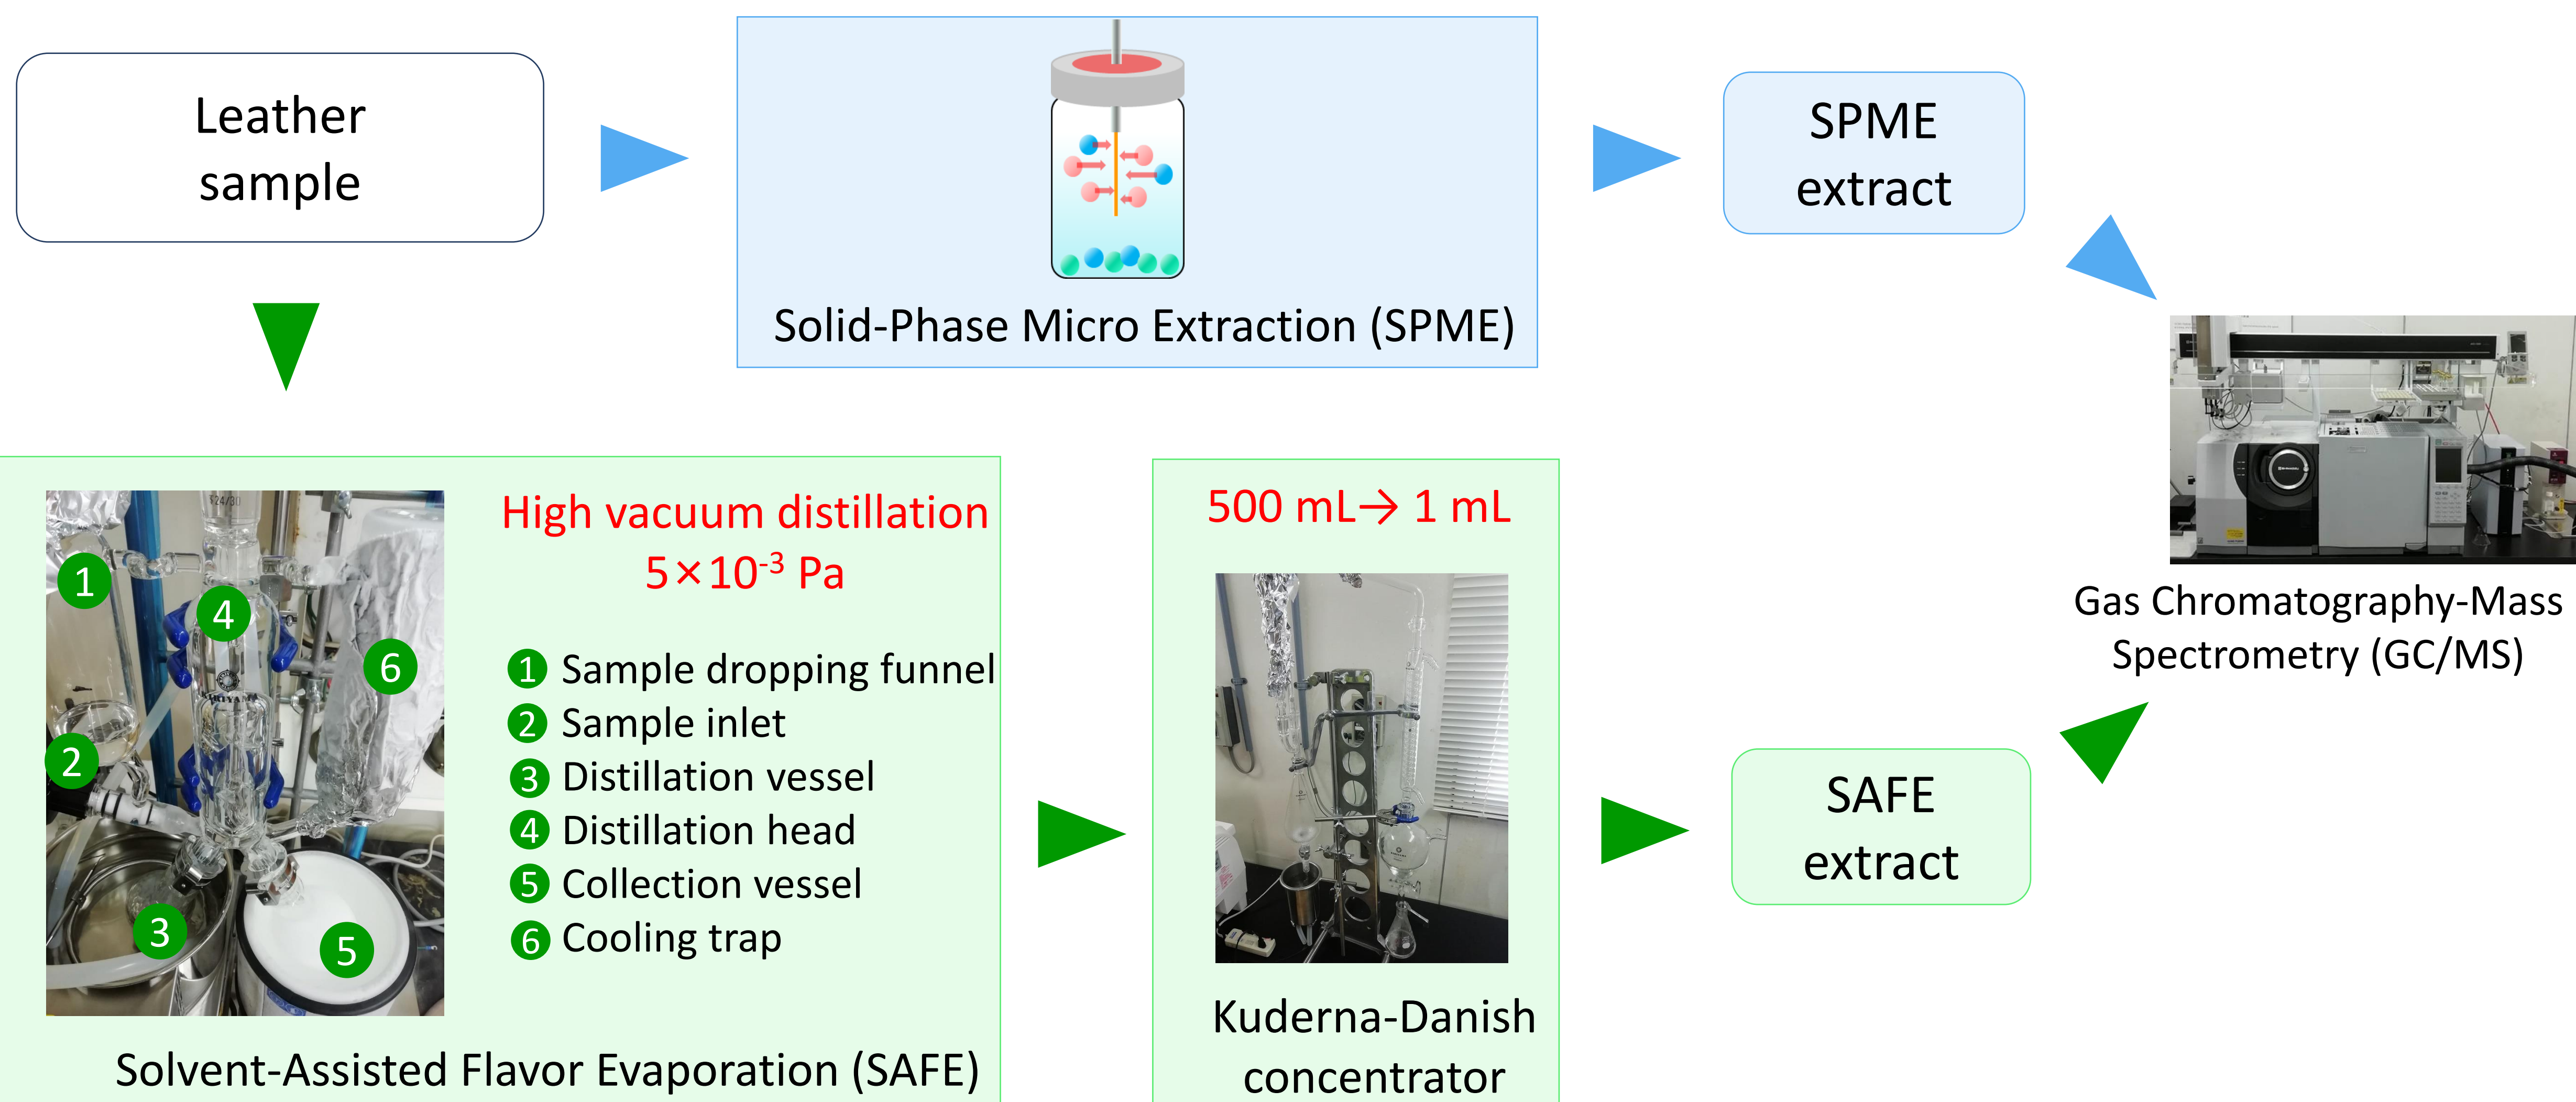 Leather
sample
Solid-Phase Micro Extraction (SPME)
SPME
extract
Gas Chromatography-Mass
Spectrometry (GC/MS)
High vacuum distillation
5×10⁻³ Pa
1 Sample dropping funnel
2 Sample inlet
3 Distillation vessel
4 Distillation head
5 Collection vessel
6 Cooling trap
1
4
6
2
3
5
Solvent-Assisted Flavor Evaporation (SAFE)
500 mL→ 1 mL
Kuderna-Danish
concentrator
SAFE
extract